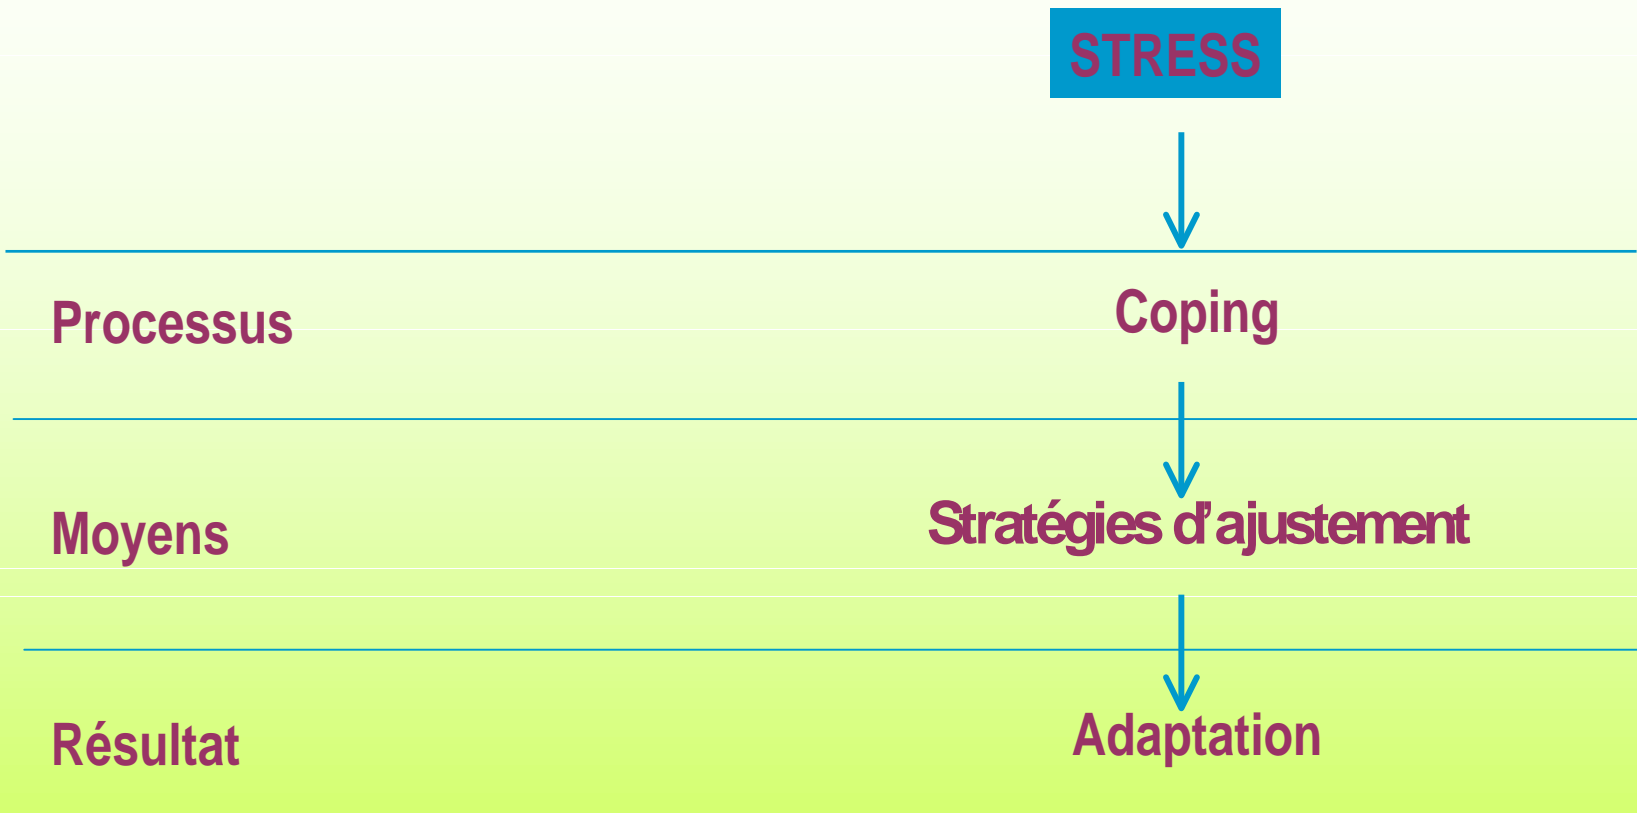 STRESS
Processus
Coping
Moyens
Stratégies d’ajustement
Résultat
Adaptation